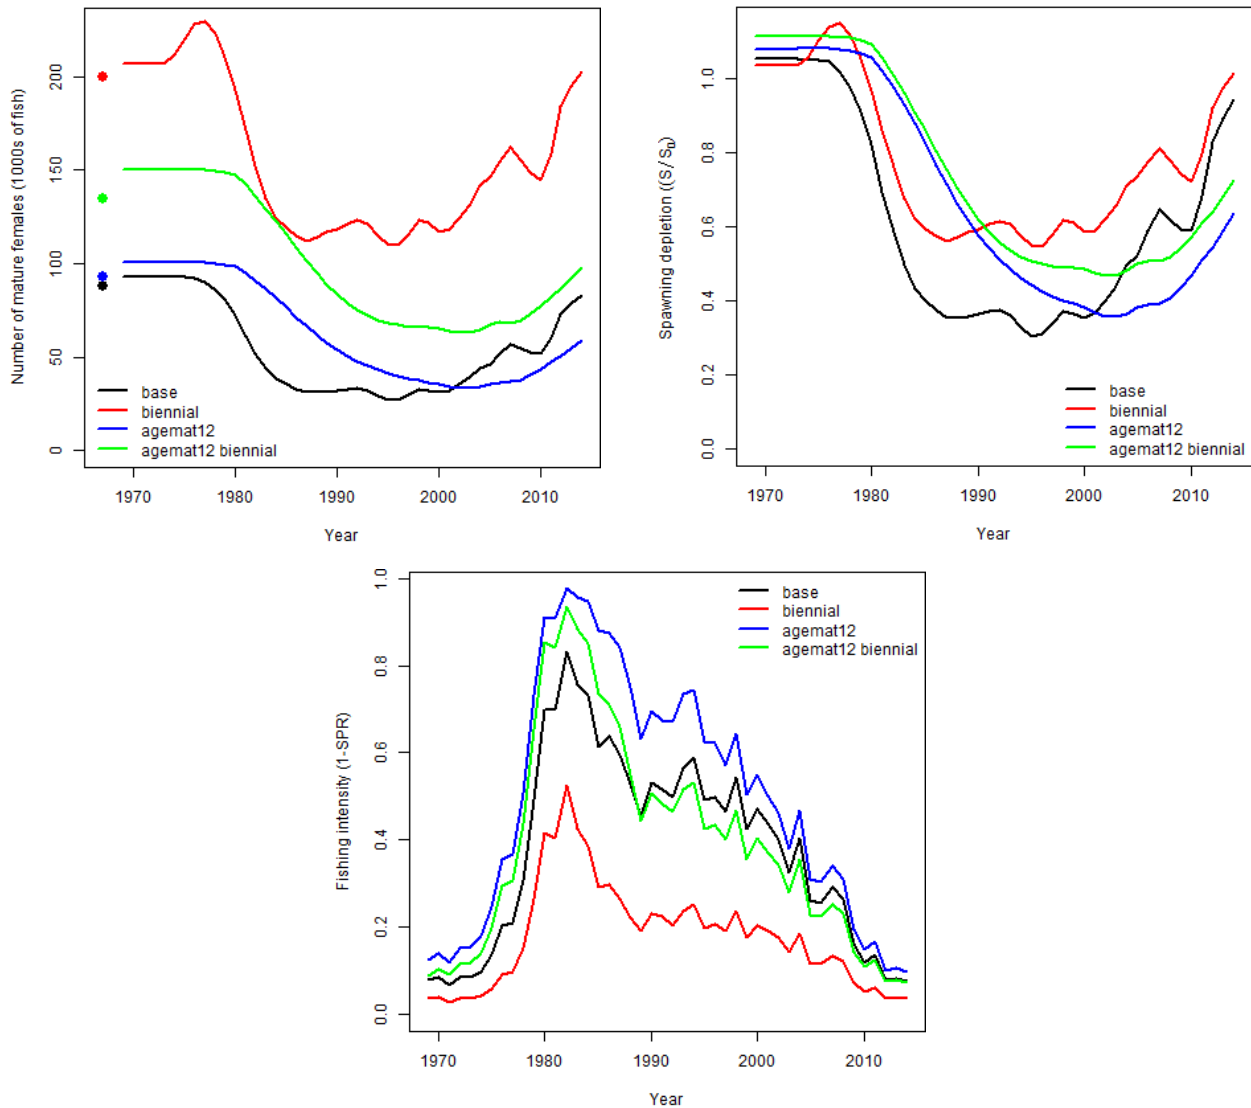 Number of mature females (1000s of fish)
200
150
100
50
0
base
biennial
agemat12
agemat12 biennial
1970 1980 1990 2000 2010
Year
Spawning depletion ((S/S0)
1.0
0.8
0.6
0.4
0.2
0.0
base
biennial
agemat12
agemat12 biennial
1970 1980 1990 2000 2010
Year
Fishing intensity (1-SPR)
1.0
0.8
0.6
0.4
0.2
0.0
base
biennial
agemat12
agemat12 biennial
1970 1980 1990 2000 2010
Year